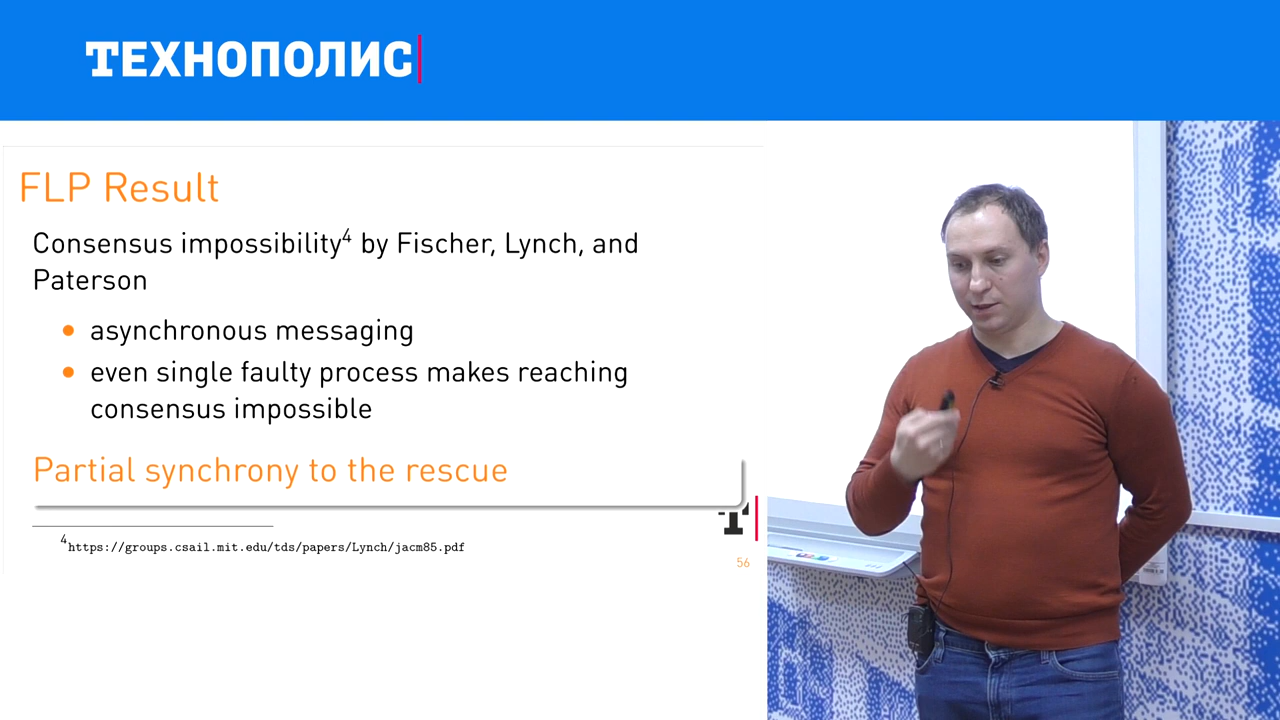 ТЕХНОПОЛИС
FLP Result
Consensus impossibility⁴ by Fischer, Lynch, and
Paterson
asynchronous messaging
even single faulty process makes reaching
consensus impossible
Partial synchrony to the rescue
T
⁴https://groups.csail.mit.edu/tds/papers/Lynch/jacm85.pdf
56